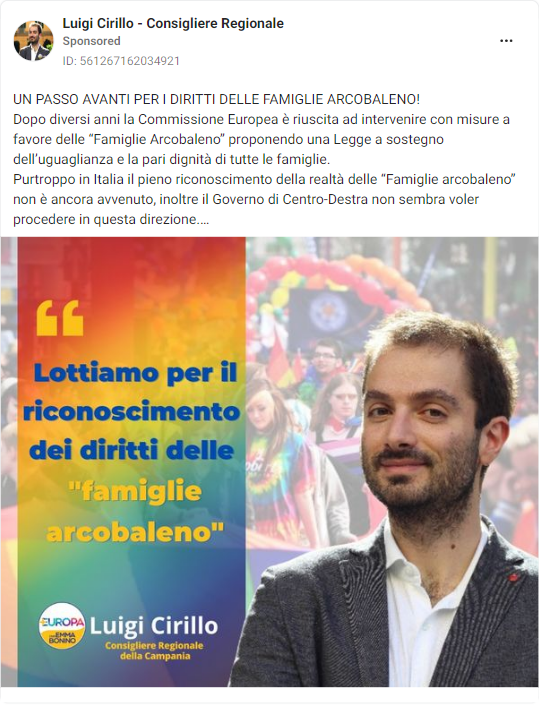 Luigi Cirillo - Consigliere Regionale
Sponsored
ID: 561267162034921
UN PASSO AVANTI PER I DIRITTI DELLE FAMIGLIE ARCOBALENO!
Dopo diversi anni la Commissione Europea è riuscita ad intervenire con misure a
favore delle “Famiglie Arcobaleno” proponendo una Legge a sostegno
dell’uguaglianza e la pari dignità di tutte le famiglie.
Purtroppo in Italia il pieno riconoscimento della realtà delle “Famiglie arcobaleno”
non è ancora avvenuto, inoltre il Governo di Centro-Destra non sembra voler
procedere in questa direzione....
Lottiamo per il
riconoscimento
dei diritti delle
"famiglie
arcobaleno"
EUROPA
EMMA
BONINO
Luigi Cirillo
Consigliere Regionale
della Campania